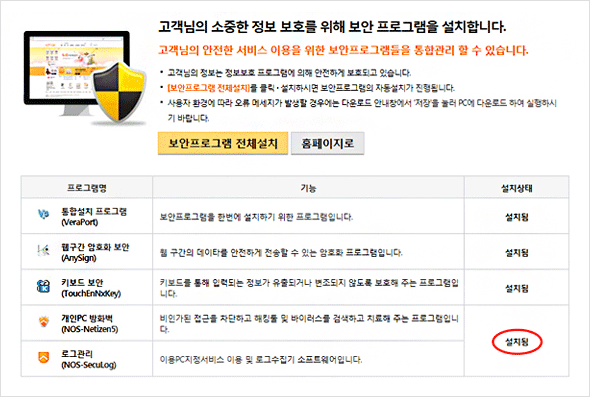 고객님의 소중한 정보 보호를 위해 보안 프로그램을 설치합니다.
고객님의 안전한 서비스 이용을 위한 보안프로그램들을 통합관리 할 수 있습니다.
• 고객님의 정보는 정보보호 프로그램에 의해 안전하게 보호되고 있습니다.
• [보안프로그램 전체설치]를 클릭·설치하시면 보안프로그램의 자동설치가 진행됩니다.
• 사용자 환경에 따라 오류 메세지가 발생할 경우에는 다운로드 안내창에서 '저장'을 눌러 PC에 다운로드 하여 실행하시
기 바랍니다.
보안프로그램 전체설치 홈페이지로
프로그램명 기능 설치상태
통합설치 프로그램
(VeraPort)
보안프로그램을 한번에 설치하기 위한 프로그램입니다.
설치됨
웹구간 암호화 보안
(AnySign)
웹 구간의 데이타를 안전하게 전송할 수 있는 암호화 프로그램입니다.
설치됨
키보드 보안
(TouchEnNxKey)
키보드를 통해 입력되는 정보가 유출되거나 변조되지 않도록 보호해 주는 프로그램입
니다.
설치됨
개인PC 방화벽
(NOS-Netizen5)
비인가된 접근을 차단하고 해킹툴 및 바이러스를 검색하고 치료해 주는 프로그램입니
다.
설치됨
로그관리
(NOS-SecuLog)
이용PC지정서비스 이용 및 로그수집기 소프트웨어입니다.